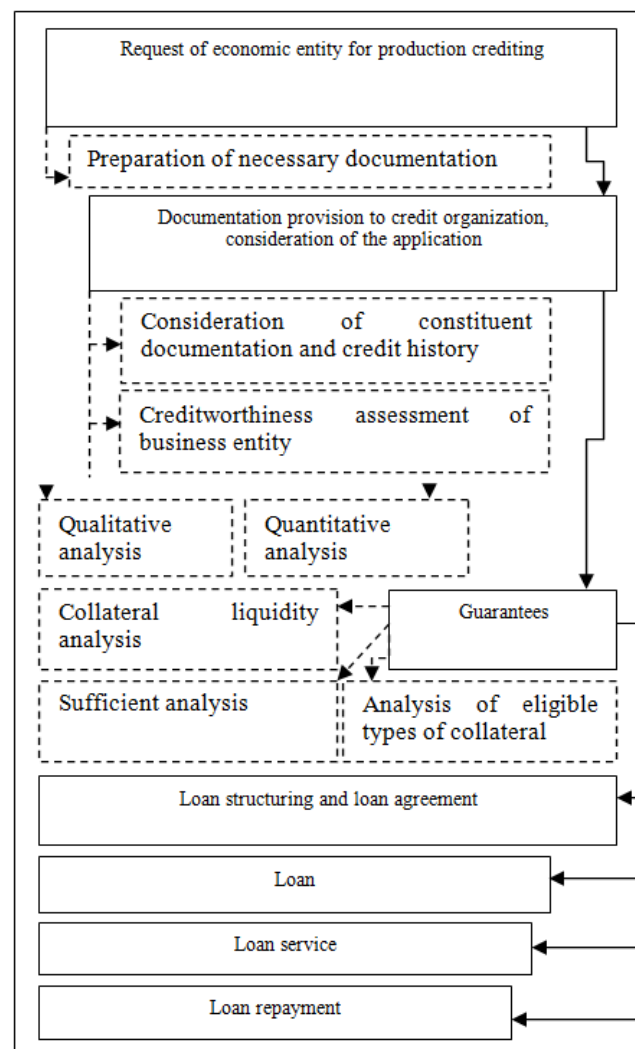 Request of economic entity for production crediting
Preparation of necessary documentation
Documentation provision to credit organization,
consideration of the application
Consideration of constituent
documentation and credit history
Creditworthiness assessment of
business entity
Qualitative
analysis
Quantitative
analysis
Collateral liquidity
analysis
Guarantees
Sufficient analysis
Analysis of eligible
types of collateral
Loan structuring and loan agreement
Loan
Loan service
Loan repayment